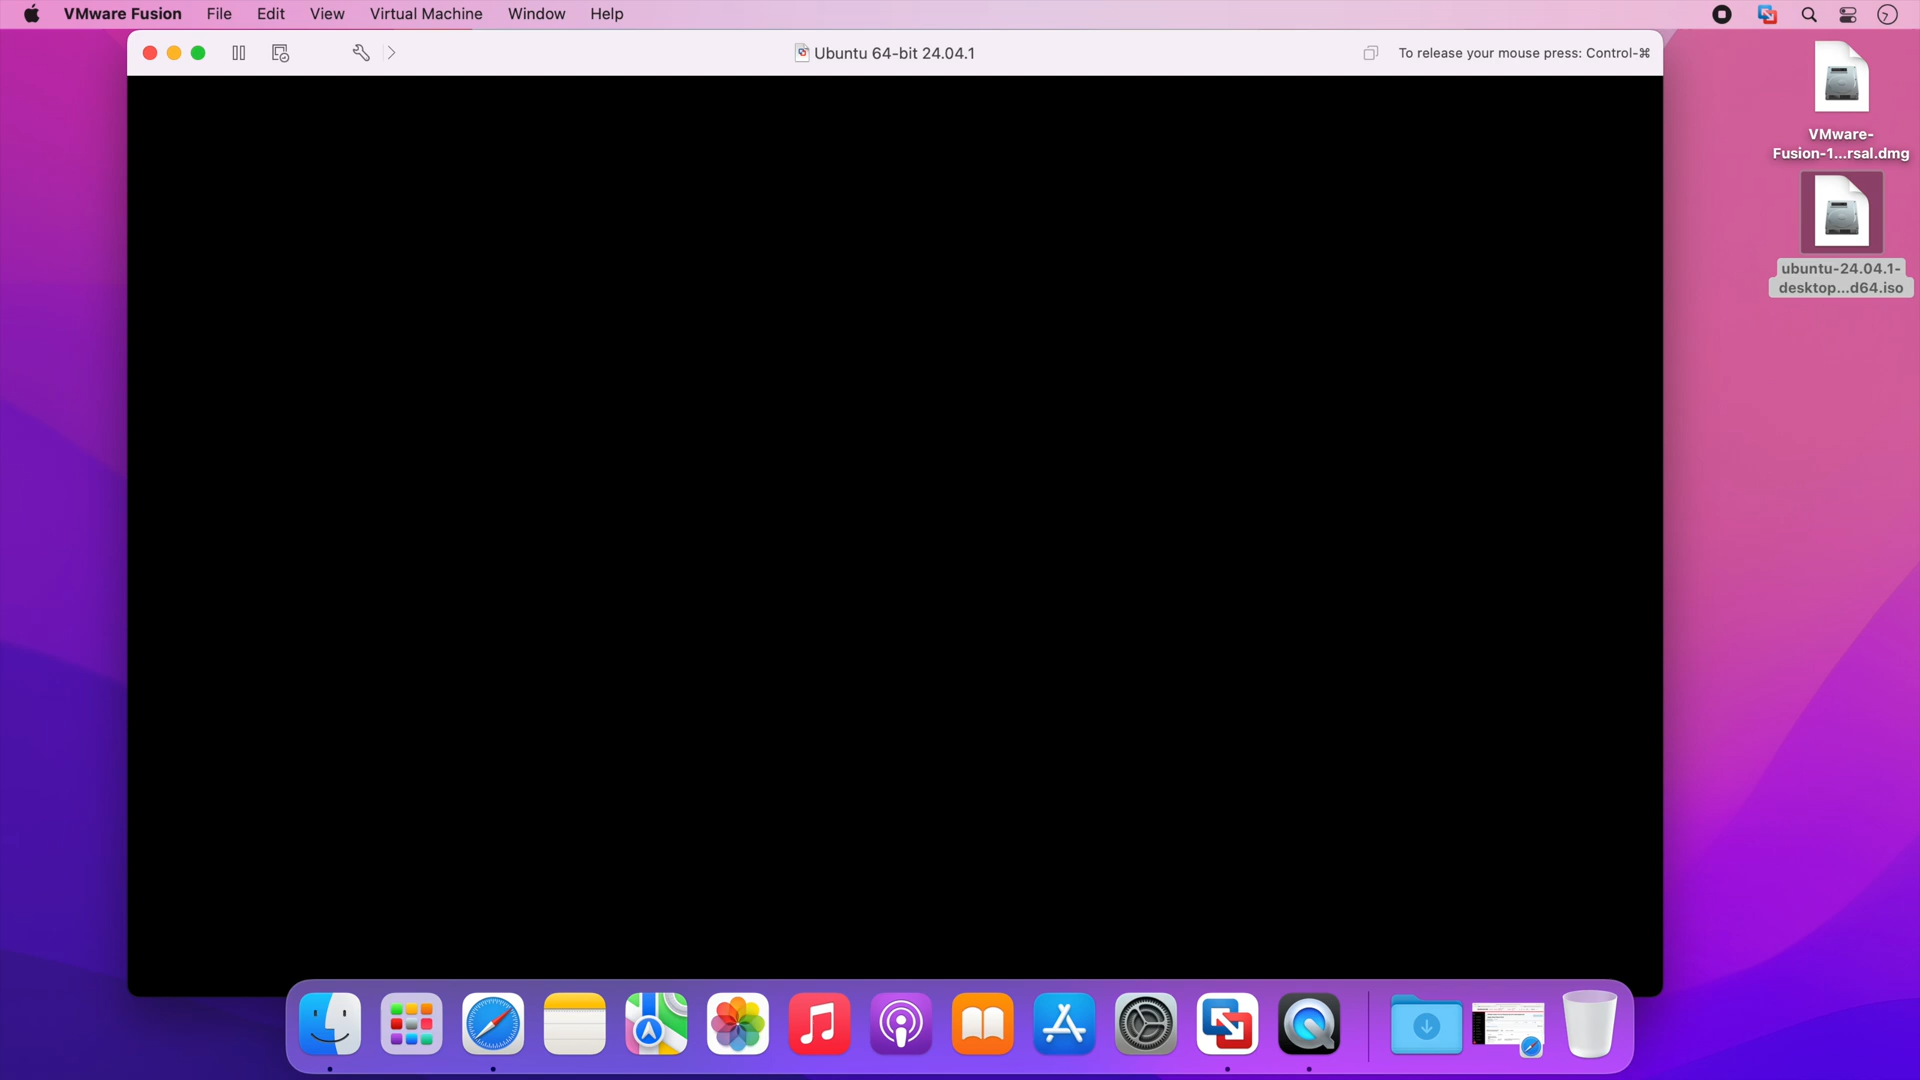 VMware Fusion File Edit View Virtual Machine Window Help
Ubuntu 64-bit 24.04.1
To release your mouse press: Control-⌘
VMware-
Fusion-1...rsal.dmg
ubuntu-24.04.1-
desktop...d64.iso